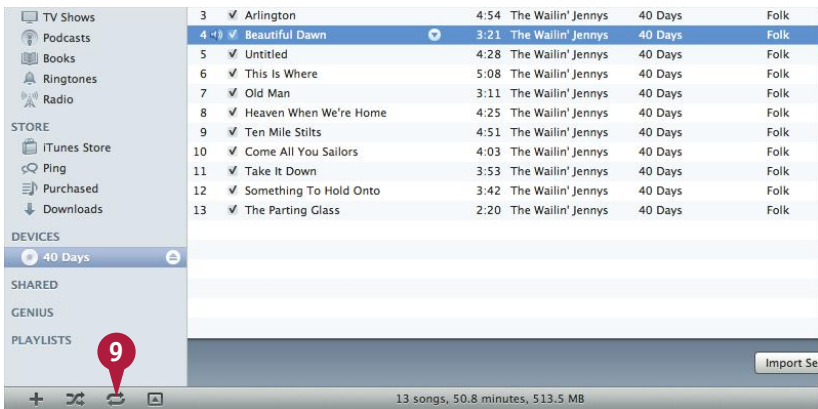 TV Shows
Podcasts
Books
Ringtones
Radio
STORE
iTunes Store
Ping
Purchased
Downloads
DEVICES
40 Days
SHARED
GENIUS
PLAYLISTS
3 Arlington 4:54 The Wailin' Jennys 40 Days Folk
4 Beautiful Dawn 3:21 The Wailin' Jennys 40 Days Folk
5 Untitled 4:28 The Wailin' Jennys 40 Days Folk
6 This Is Where 5:08 The Wailin' Jennys 40 Days Folk
7 Old Man 3:11 The Wailin' Jennys 40 Days Folk
8 Heaven When We're Home 4:25 The Wailin' Jennys 40 Days Folk
9 Ten Mile Stilts 4:51 The Wailin' Jennys 40 Days Folk
10 Come All You Sailors 4:03 The Wailin' Jennys 40 Days Folk
11 Take It Down 3:53 The Wailin' Jennys 40 Days Folk
12 Something To Hold Onto 3:42 The Wailin' Jennys 40 Days Folk
13 The Parting Glass 2:20 The Wailin' Jennys 40 Days Folk
9
Import Se
13 songs, 50.8 minutes, 513.5 MB